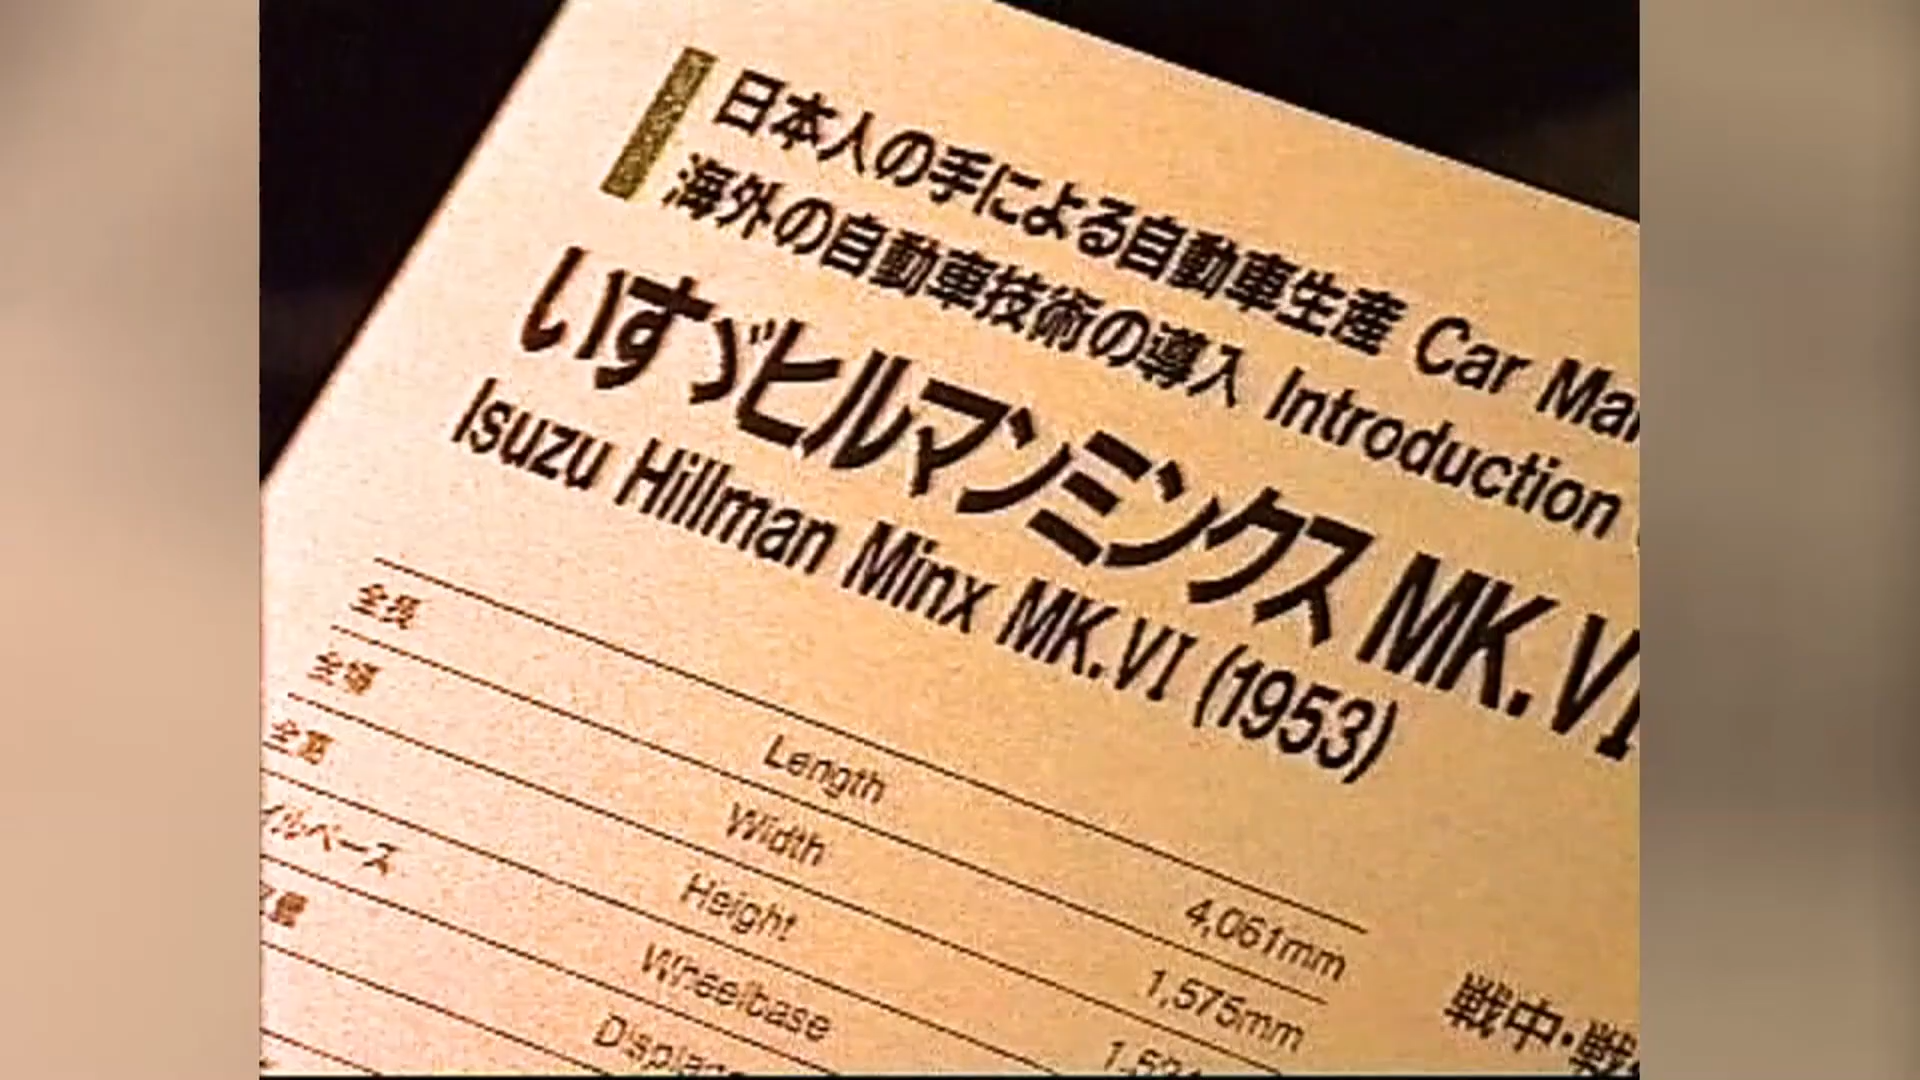 日本人の手による自動車生産 Car
海外の自動車技術の導入 Introduction
いすゞヒルマンミンクス MK.VI
Isuzu Hillman Minx MK.VI (1953)
全長 Length 4,061mm
全幅 Width 1,575mm
全高 Height
Wheelbase
戦中・戦